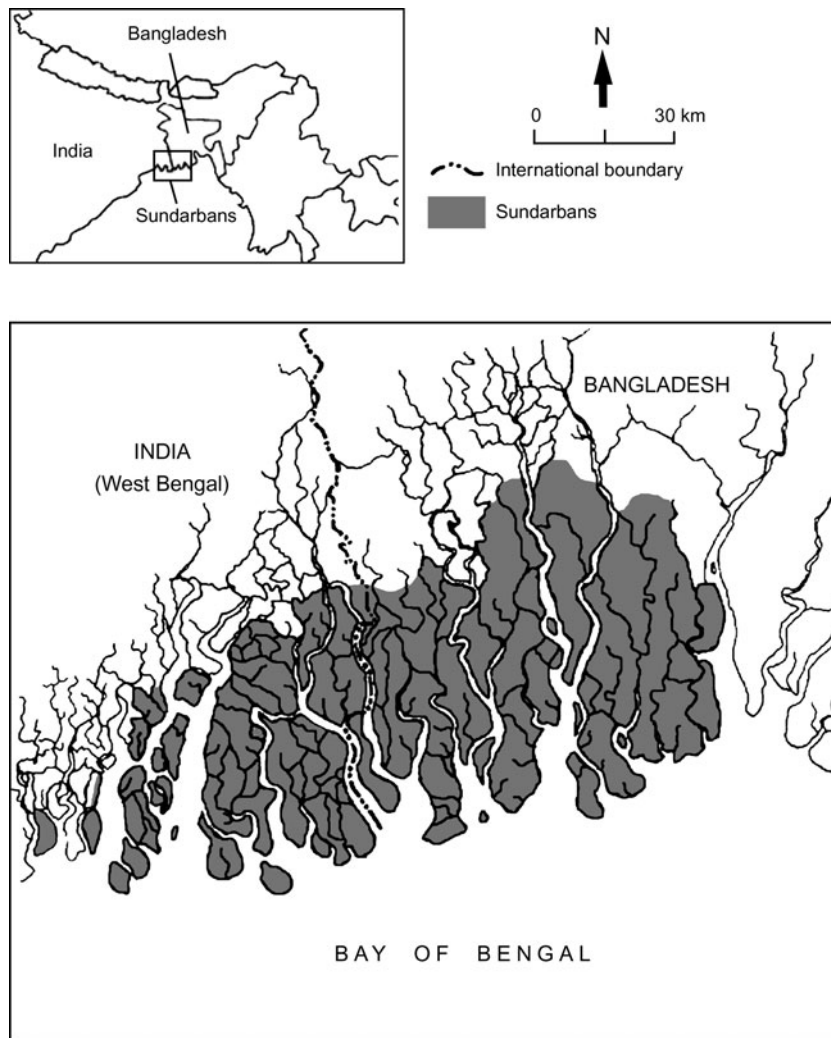 Bangladesh
India
Sundarbans
N
0 30 km
International boundary
Sundarbans
BANGLADESH
INDIA
(West Bengal)
BAY OF BENGAL